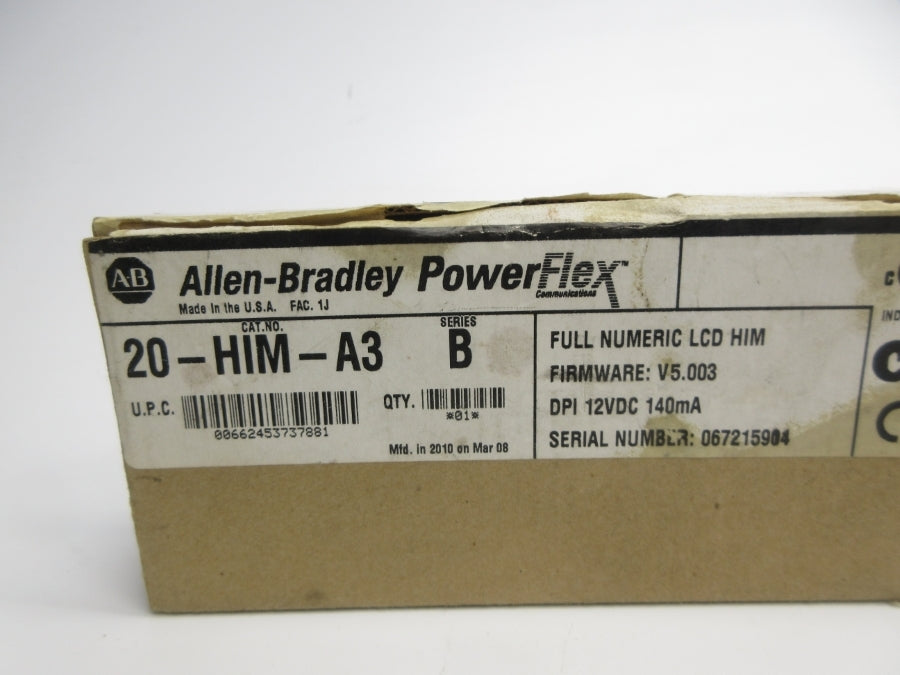 AB Allen-Bradley PowerFlex™
Communications
Made in the U.S.A. FAC. 1J
CAT.NO. SERIES
20-HIM-A3 B
U.P.C. 00662453737881
QTY. *01*
Mfd. in 2010 on Mar 08
FULL NUMERIC LCD HIM
FIRMWARE: V5.003
DPI 12VDC 140mA
SERIAL NUMBER: 067215904